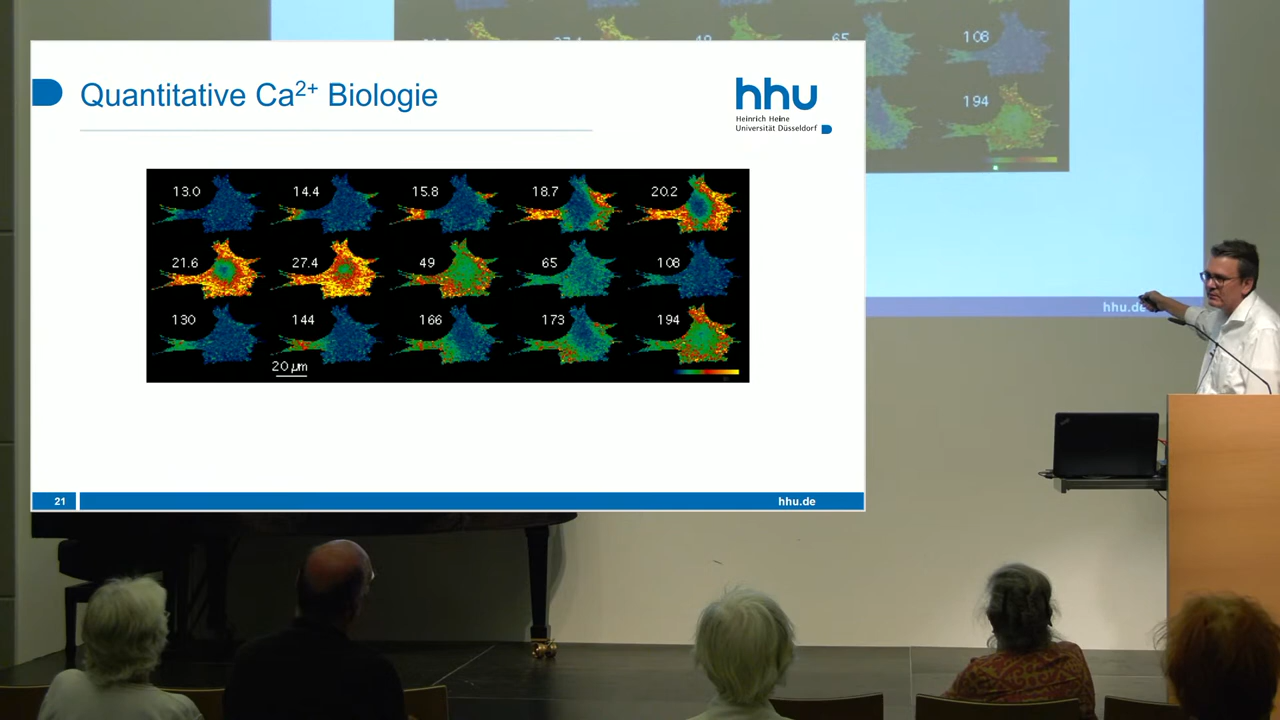 Quantitative Ca²⁺ Biologie
hhu
Heinrich Heine
Universität Düsseldorf
13.0 14.4 15.8 18.7 20.2
21.6 27.4 49 65 108
130 144 166 173 194
20 µm
21 hhu.de
48 65 108
194
hhu.de